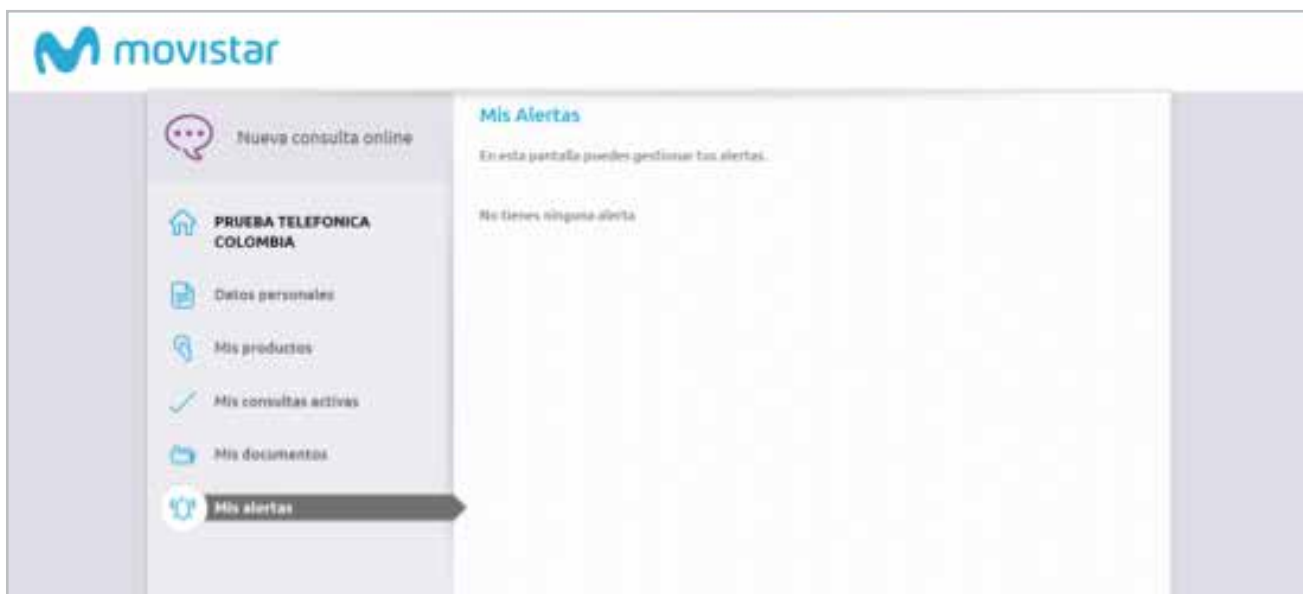 movistar
Nueva consulta online
PRUEBA TELEFONICA
COLOMBIA
Datos personales
Mis productos
Mis consultas activas
Mis documentos
Mis alertas
Mis Alertas
En esta pantalla puedes gestionar tus alertas.
No tienes ninguna alerta